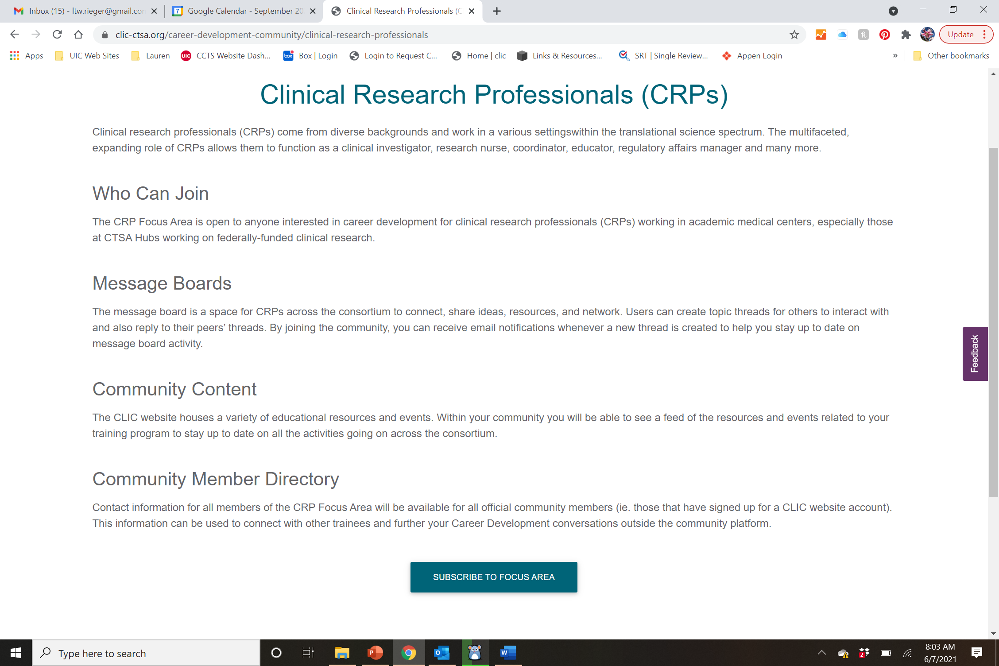 Inbox (15) - ltw.rieger@gmail.con
Google Calendar - September 20
Clinical Research Professionals (C
clic-ctsa.org/career-development-community/clinical-research-professionals
Update
Apps
UIC Web Sites
Lauren
UIC
CCTS Website Dash...
box
Box | Login
Login to Request C...
Home | clic
Links & Resources...
SRT | Single Review...
Appen Login
»
Other bookmarks
Clinical Research Professionals (CRPs)
Clinical research professionals (CRPs) come from diverse backgrounds and work in a various settingswithin the translational science spectrum. The multifaceted,
expanding role of CRPs allows them to function as a clinical investigator, research nurse, coordinator, educator, regulatory affairs manager and many more.
Who Can Join
The CRP Focus Area is open to anyone interested in career development for clinical research professionals (CRPs) working in academic medical centers, especially those
at CTSA Hubs working on federally-funded clinical research.
Message Boards
The message board is a space for CRPs across the consortium to connect, share ideas, resources, and network. Users can create topic threads for others to interact with
and also reply to their peers’ threads. By joining the community, you can receive email notifications whenever a new thread is created to help you stay up to date on
message board activity.
Feedback
Community Content
The CLIC website houses a variety of educational resources and events. Within your community you will be able to see a feed of the resources and events related to your
training program to stay up to date on all the activities going on across the consortium.
Community Member Directory
Contact information for all members of the CRP Focus Area will be available for all official community members (ie. those that have signed up for a CLIC website account).
This information can be used to connect with other trainees and further your Career Development conversations outside the community platform.
SUBSCRIBE TO FOCUS AREA
Type here to search
8:03 AM
6/7/2021